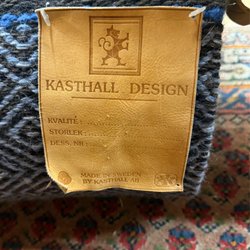 KASTHALL DESIGN
KVALITÉ:
STORLEK:
DESS. NR:
MADE IN SWEDEN
BY KASTHALL AB